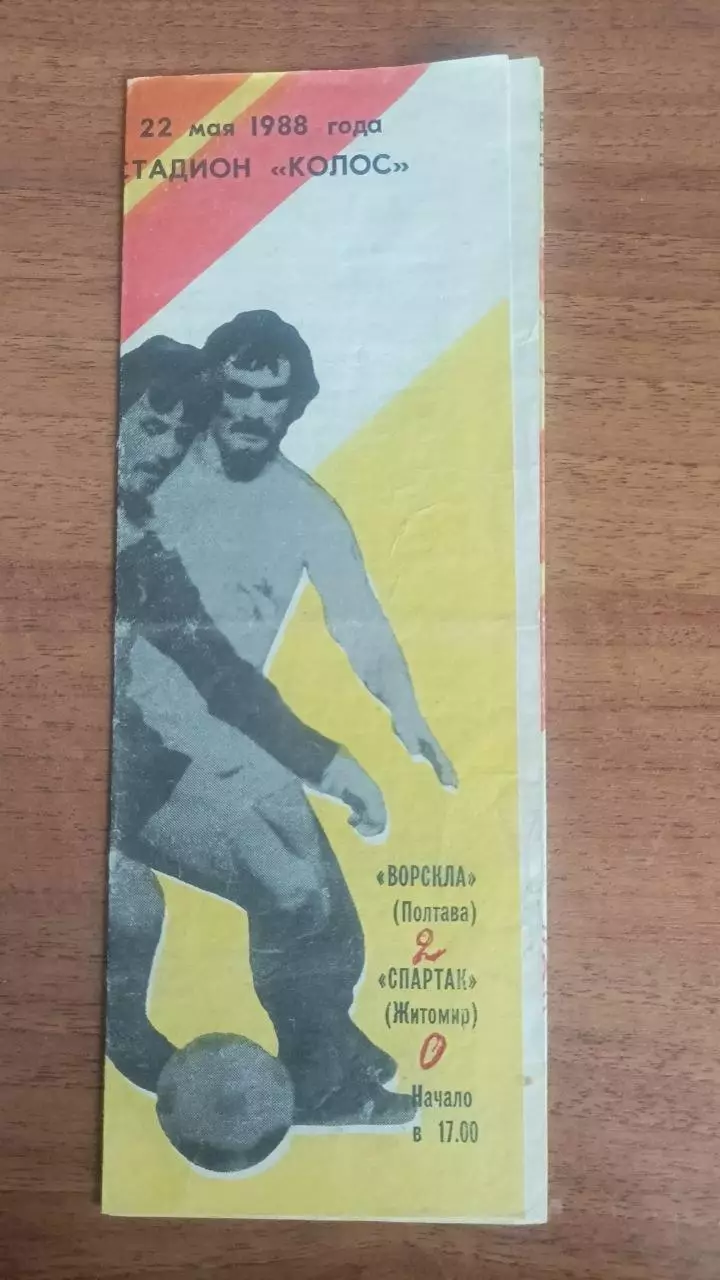 22 мая 1988 года
СТАДИОН «КОЛОС»
«ВОРСКЛА»
(Полтава)
2
«СПАРТАК»
(Житомир)
0
Начало
в 17.00